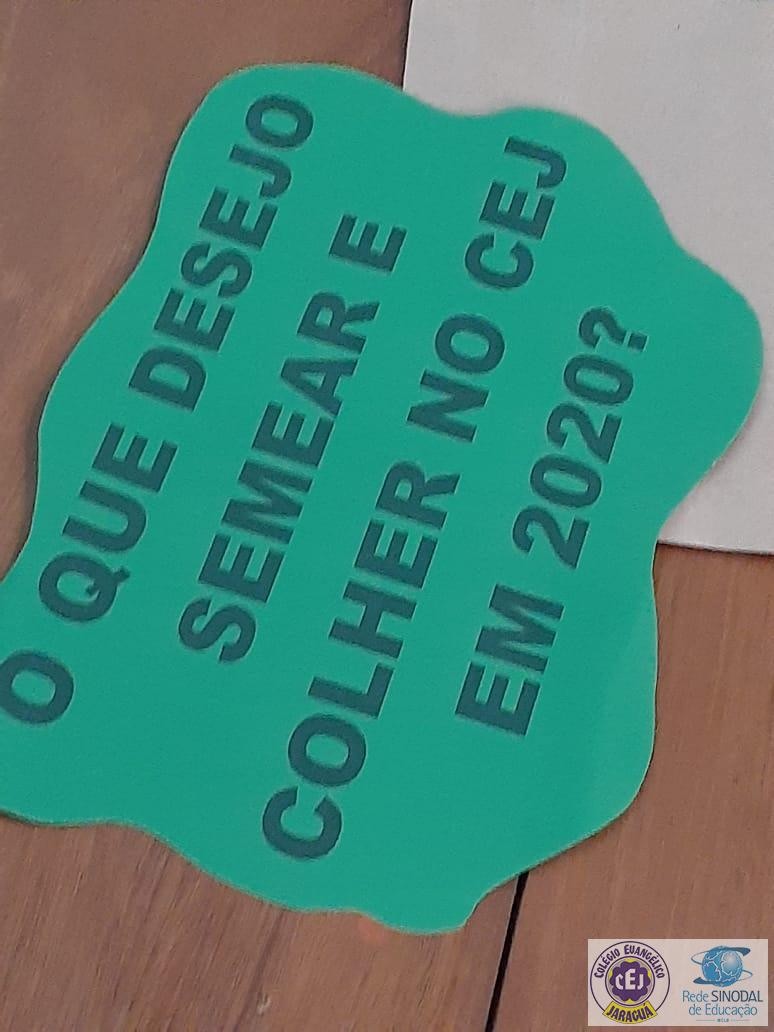 O QUE DESEJO
SEMEAR E
COLHER NO CEJ
EM 2020?
COLÉGIO EVANGÉLICO
CEJ
JARAGUÁ
Rede SINODAL
de Educação